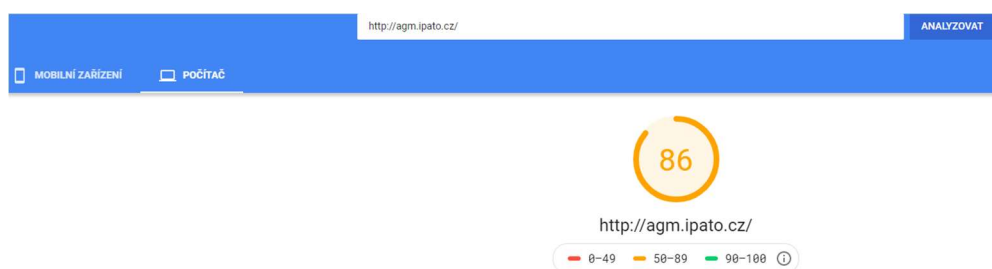 http://agm.ipato.cz/ ANALYZOVAT
MOBILNÍ ZAŘÍZENÍ POČÍTAČ
86
http://agm.ipato.cz/
0-49 50-89 90-100